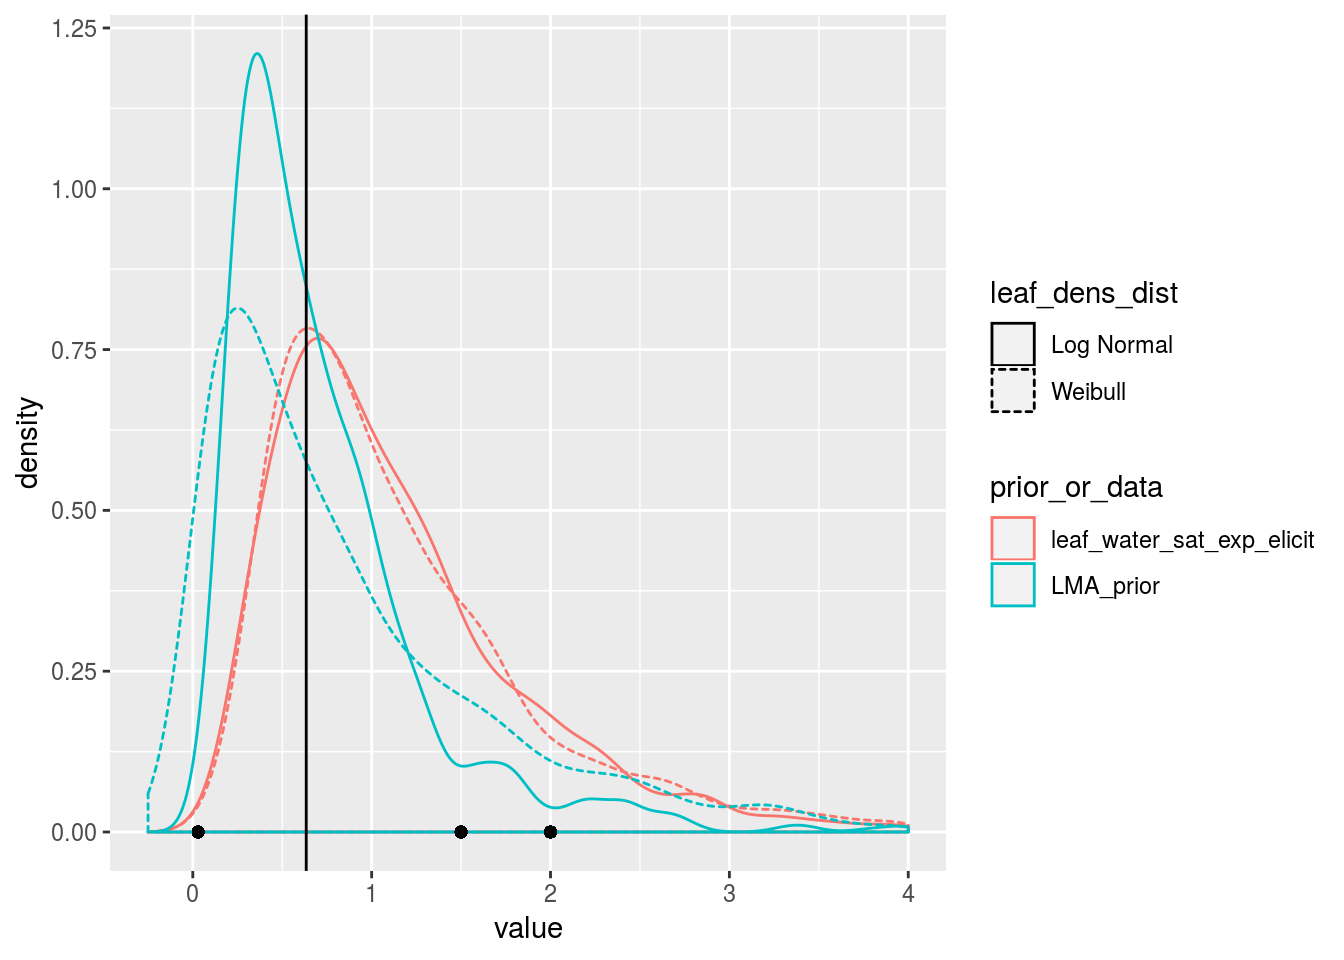 1.25
1.00
0.75
0.50
0.25
0.00
density
0 1 2 3 4
value
leaf_dens_dist
Log Normal
Weibull
prior_or_data
leaf_water_sat_exp_elicit
LMA_prior